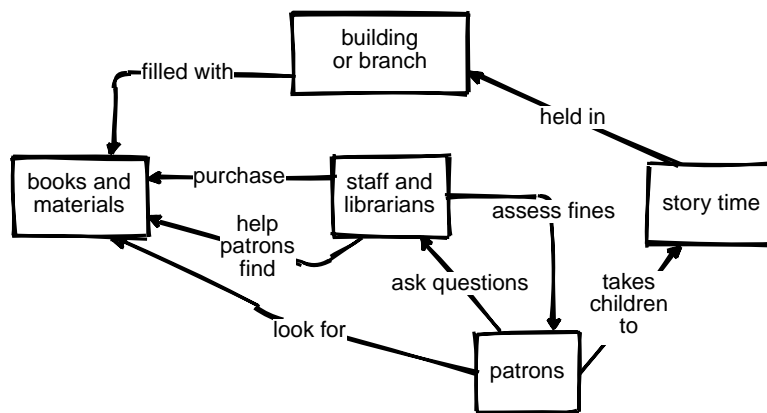 building
or branch
filled with
held in
books and
materials
purchase
staff and
librarians
assess fines
story time
help
patrons
find
ask questions
takes
children
to
look for
patrons